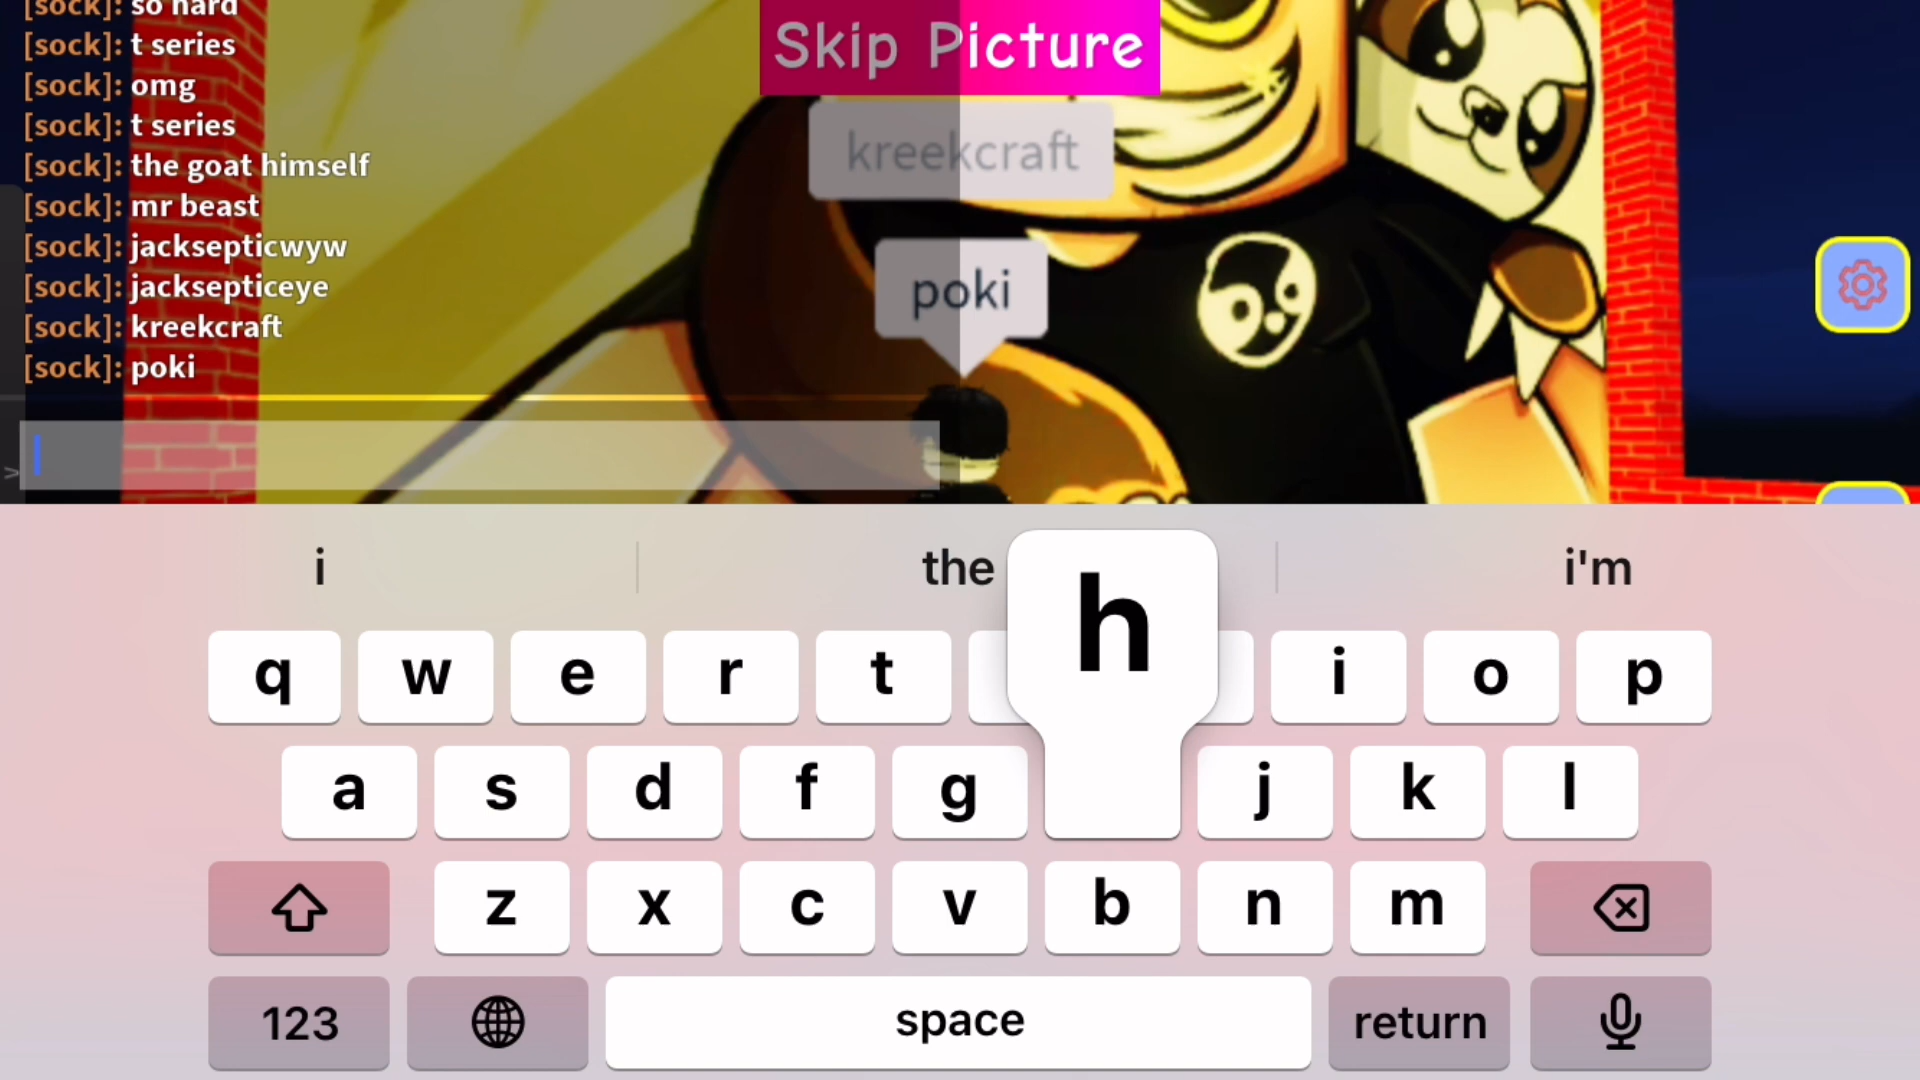 [sock]: so hard
[sock]: t series
[sock]: omg
[sock]: t series
[sock]: the goat himself
[sock]: mr beast
[sock]: jacksepticwyw
[sock]: jacksepticeye
[sock]: kreekcraft
[sock]: poki
Skip Picture
kreekcraft
poki
>
i the i'm
h
q w e r t i o p
a s d f g j k l
z x c v b n m
123 space return